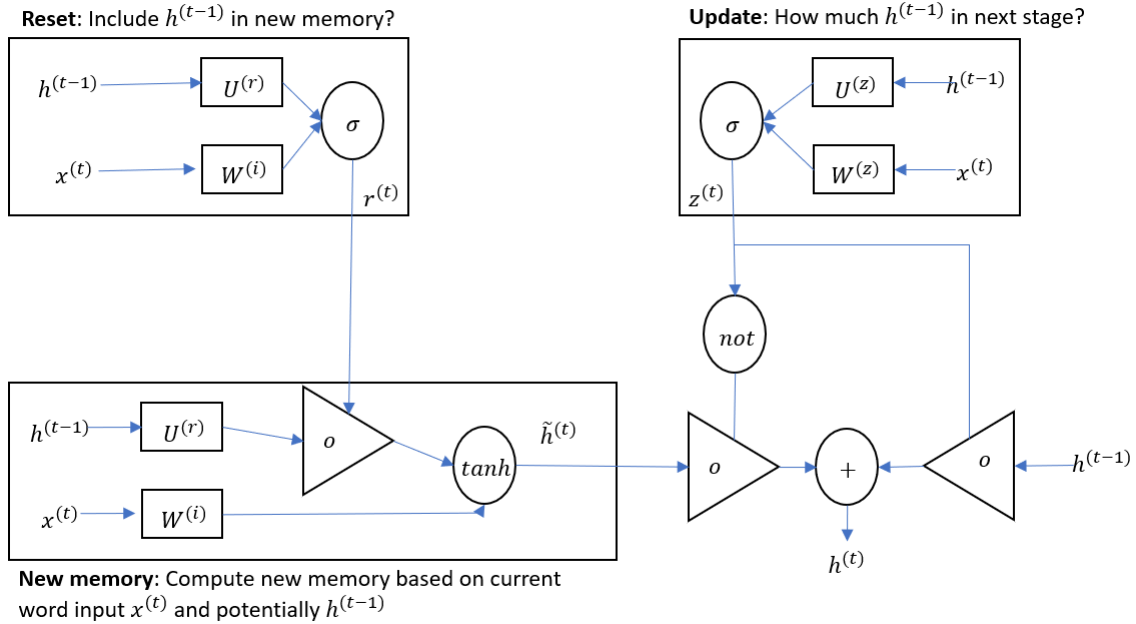 Reset: Include h^(t−1) in new memory?
h^(t−1)
U^(r)
σ
x^(t)
W^(i)
r^(t)
Update: How much h^(t−1) in next stage?
σ
U^(z)
h^(t−1)
W^(z)
x^(t)
z^(t)
not
h^(t−1)
U^(r)
o
h̃^(t)
tanh
x^(t)
W^(i)
o
+
o
h^(t−1)
h^(t)
New memory: Compute new memory based on current
word input x^(t) and potentially h^(t−1)